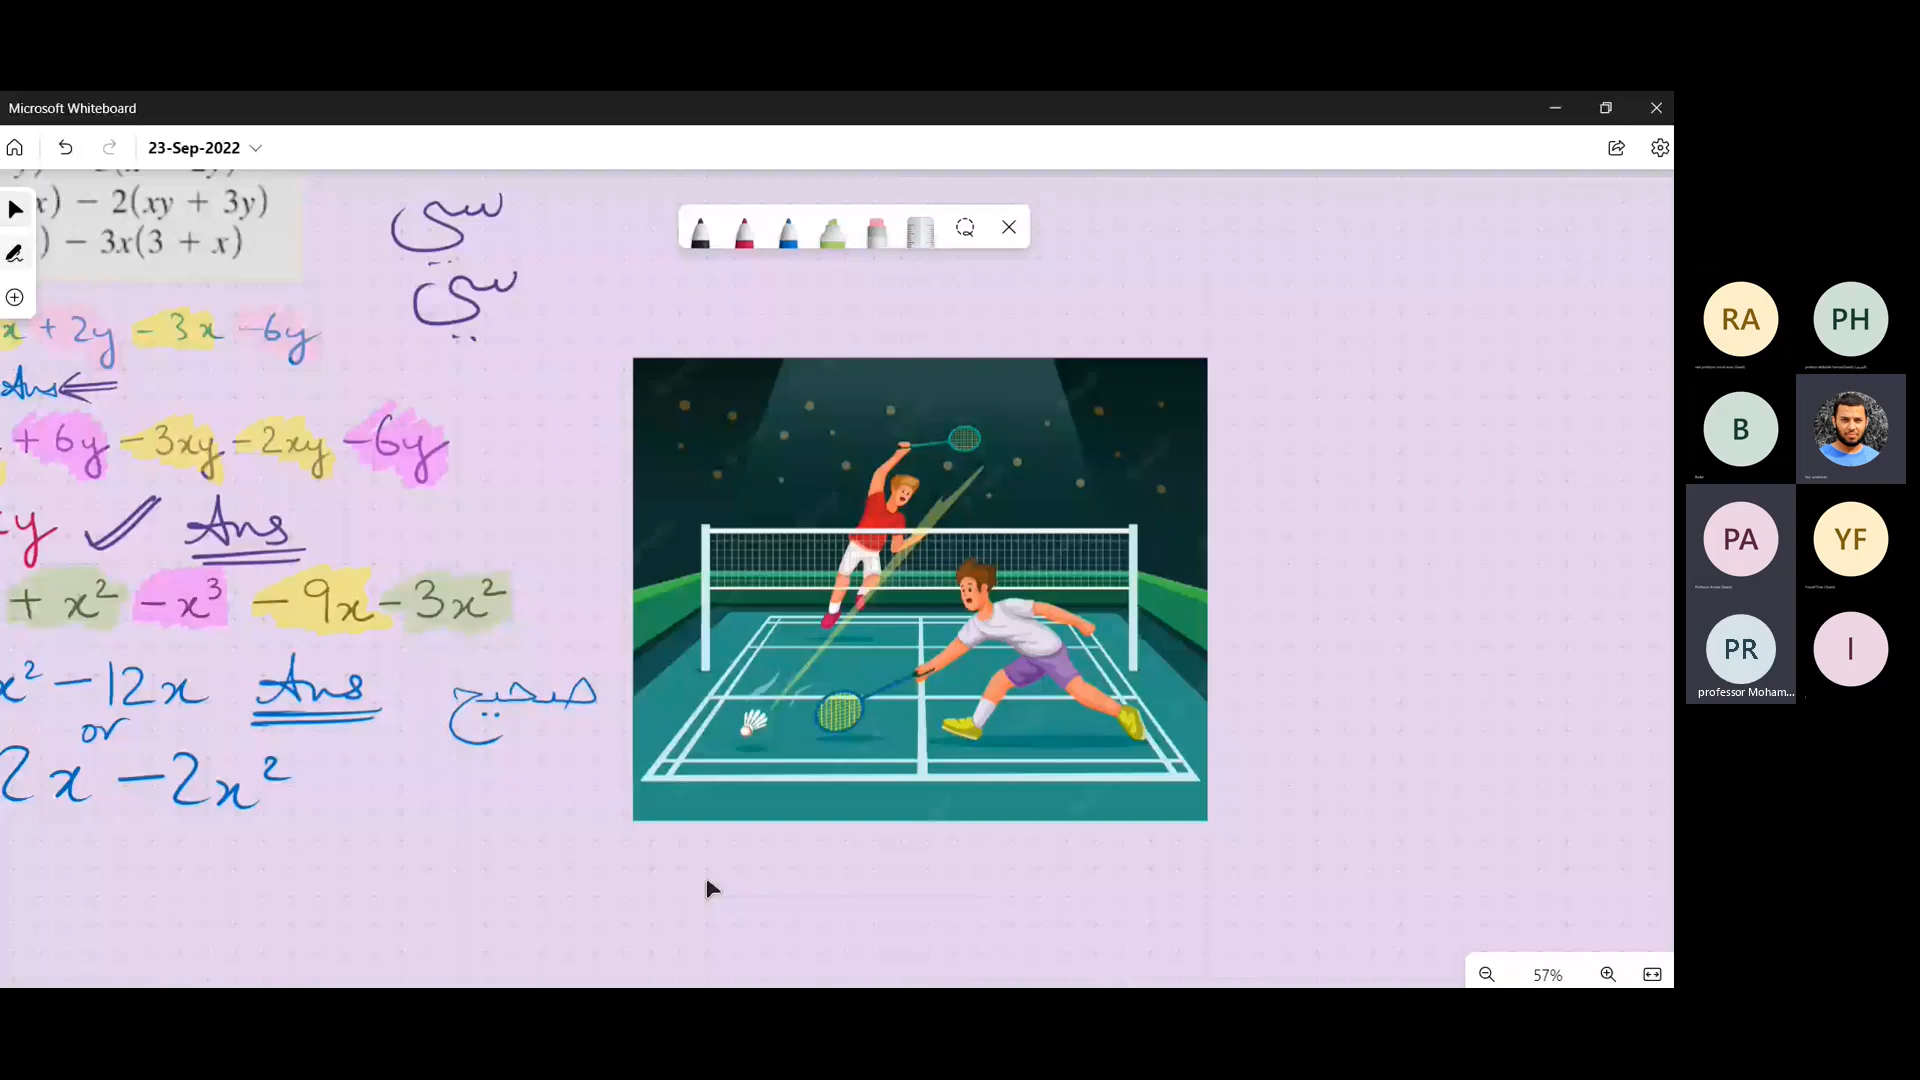 Microsoft Whiteboard
23-Sep-2022
x) − 2(xy + 3y)
) − 3x(3 + x)
سي
سي
x + 2y - 3x - 6y
Ans
+ 6y - 3xy - 2xy - 6y
y ✓ Ans
+ x² - x³ - 9x - 3x²
x² - 12x Ans صحيح
or
2x - 2x²
57%
RA
PH
B
PA
YF
PR
professor Moham...
I